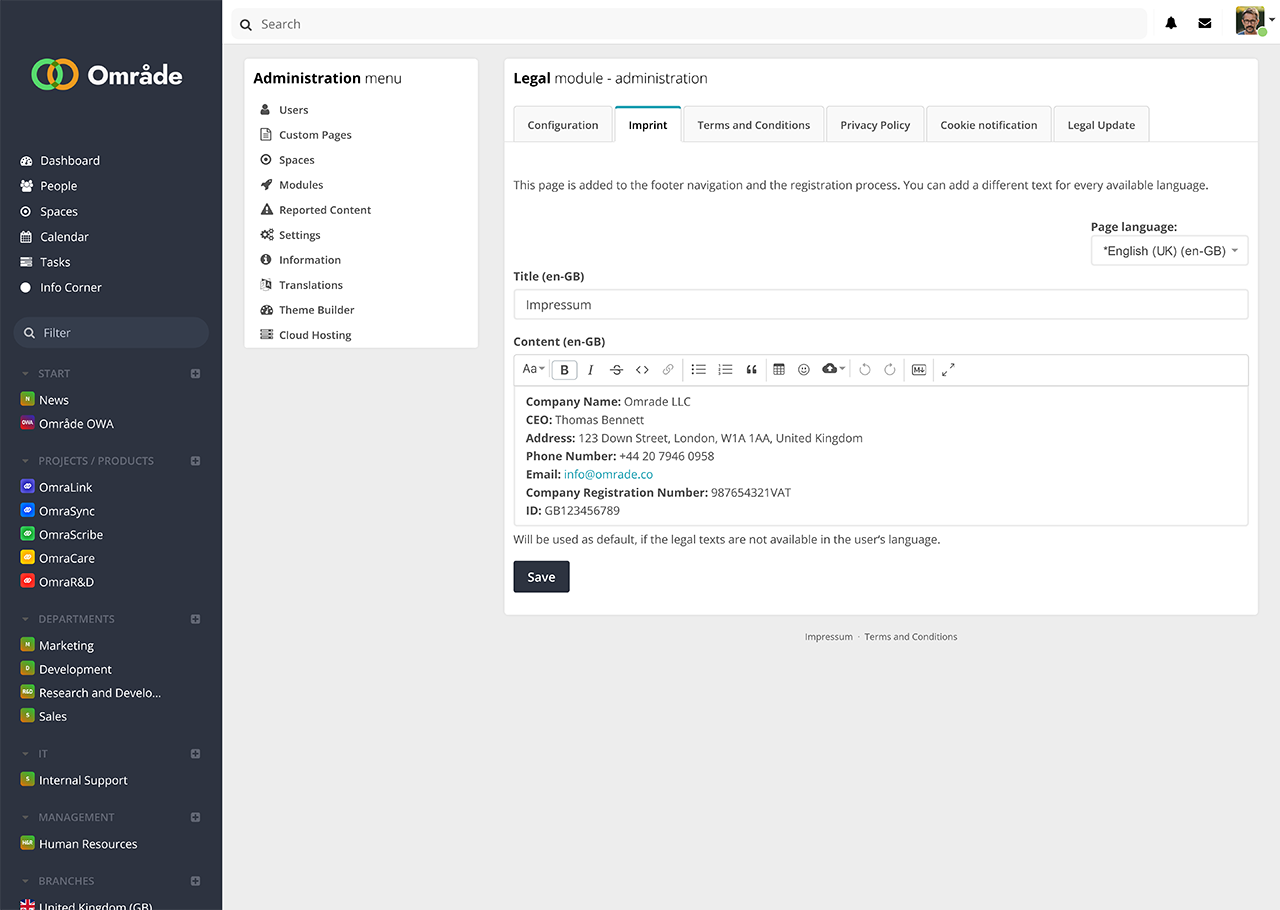 Område
Dashboard
People
Spaces
Calendar
Tasks
Info Corner
Filter
START
N News
OWA Område OWA
PROJECTS / PRODUCTS
OmraLink
OmraSync
OmraScribe
OmraCare
OmraR&D
DEPARTMENTS
M Marketing
D Development
R&D Research and Develo...
S Sales
IT
S Internal Support
MANAGEMENT
H&R Human Resources
BRANCHES
United Kingdom (GB)
Search
Administration menu
Users
Custom Pages
Spaces
Modules
Reported Content
Settings
Information
Translations
Theme Builder
Cloud Hosting
Legal module - administration
Configuration Imprint Terms and Conditions Privacy Policy Cookie notification Legal Update
This page is added to the footer navigation and the registration process. You can add a different text for every available language.
Page language:
*English (UK) (en-GB)
Title (en-GB)
Impressum
Content (en-GB)
Aa B I S <> “ M↓
Company Name: Omrade LLC
CEO: Thomas Bennett
Address: 123 Down Street, London, W1A 1AA, United Kingdom
Phone Number: +44 20 7946 0958
Email: info@omrade.co
Company Registration Number: 987654321VAT
ID: GB123456789
Will be used as default, if the legal texts are not available in the user's language.
Save
Impressum · Terms and Conditions